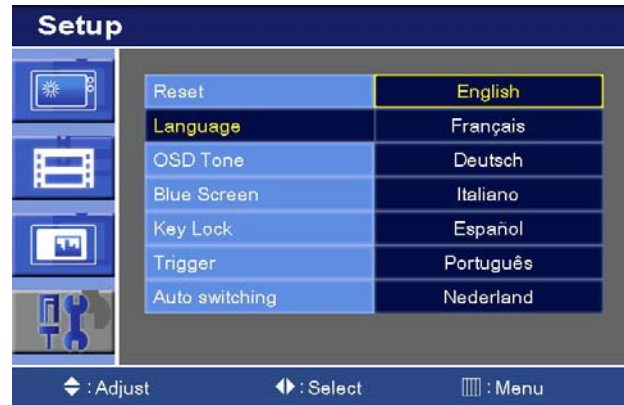 Setup
Reset English
Language Français
OSD Tone Deutsch
Blue Screen Italiano
Key Lock Español
Trigger Português
Auto switching Nederland
: Adjust : Select : Menu